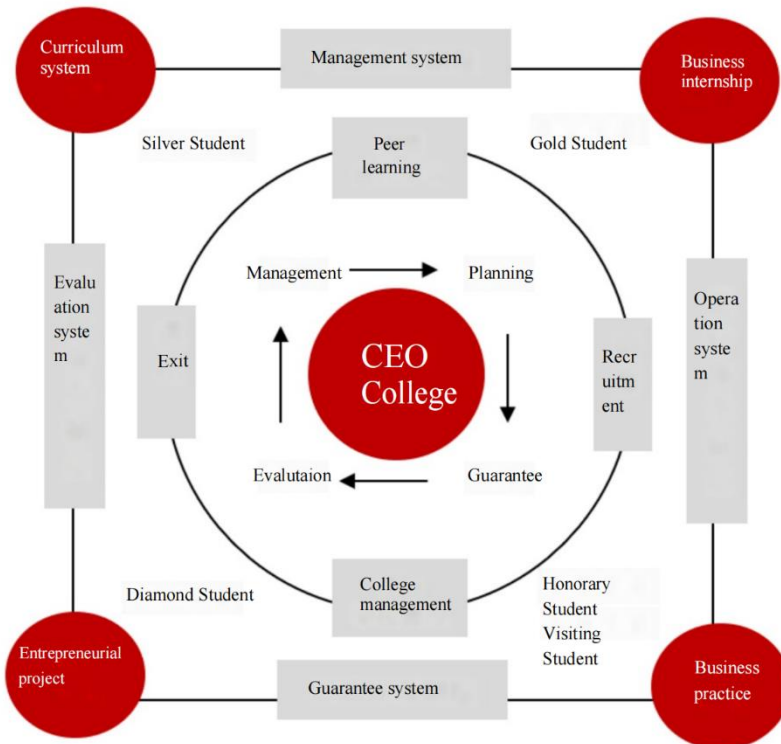 Curriculum
system
Management system
Business
internship
Silver Student
Peer
learning
Gold Student
Management
Planning
Evalu
ation
syste
m
Exit
CEO
College
Recr
uitm
ent
Opera
tion
syste
m
Evalutaion
Guarantee
Diamond Student
College
management
Honorary
Student
Visiting
Student
Entrepreneurial
project
Guarantee system
Business
practice